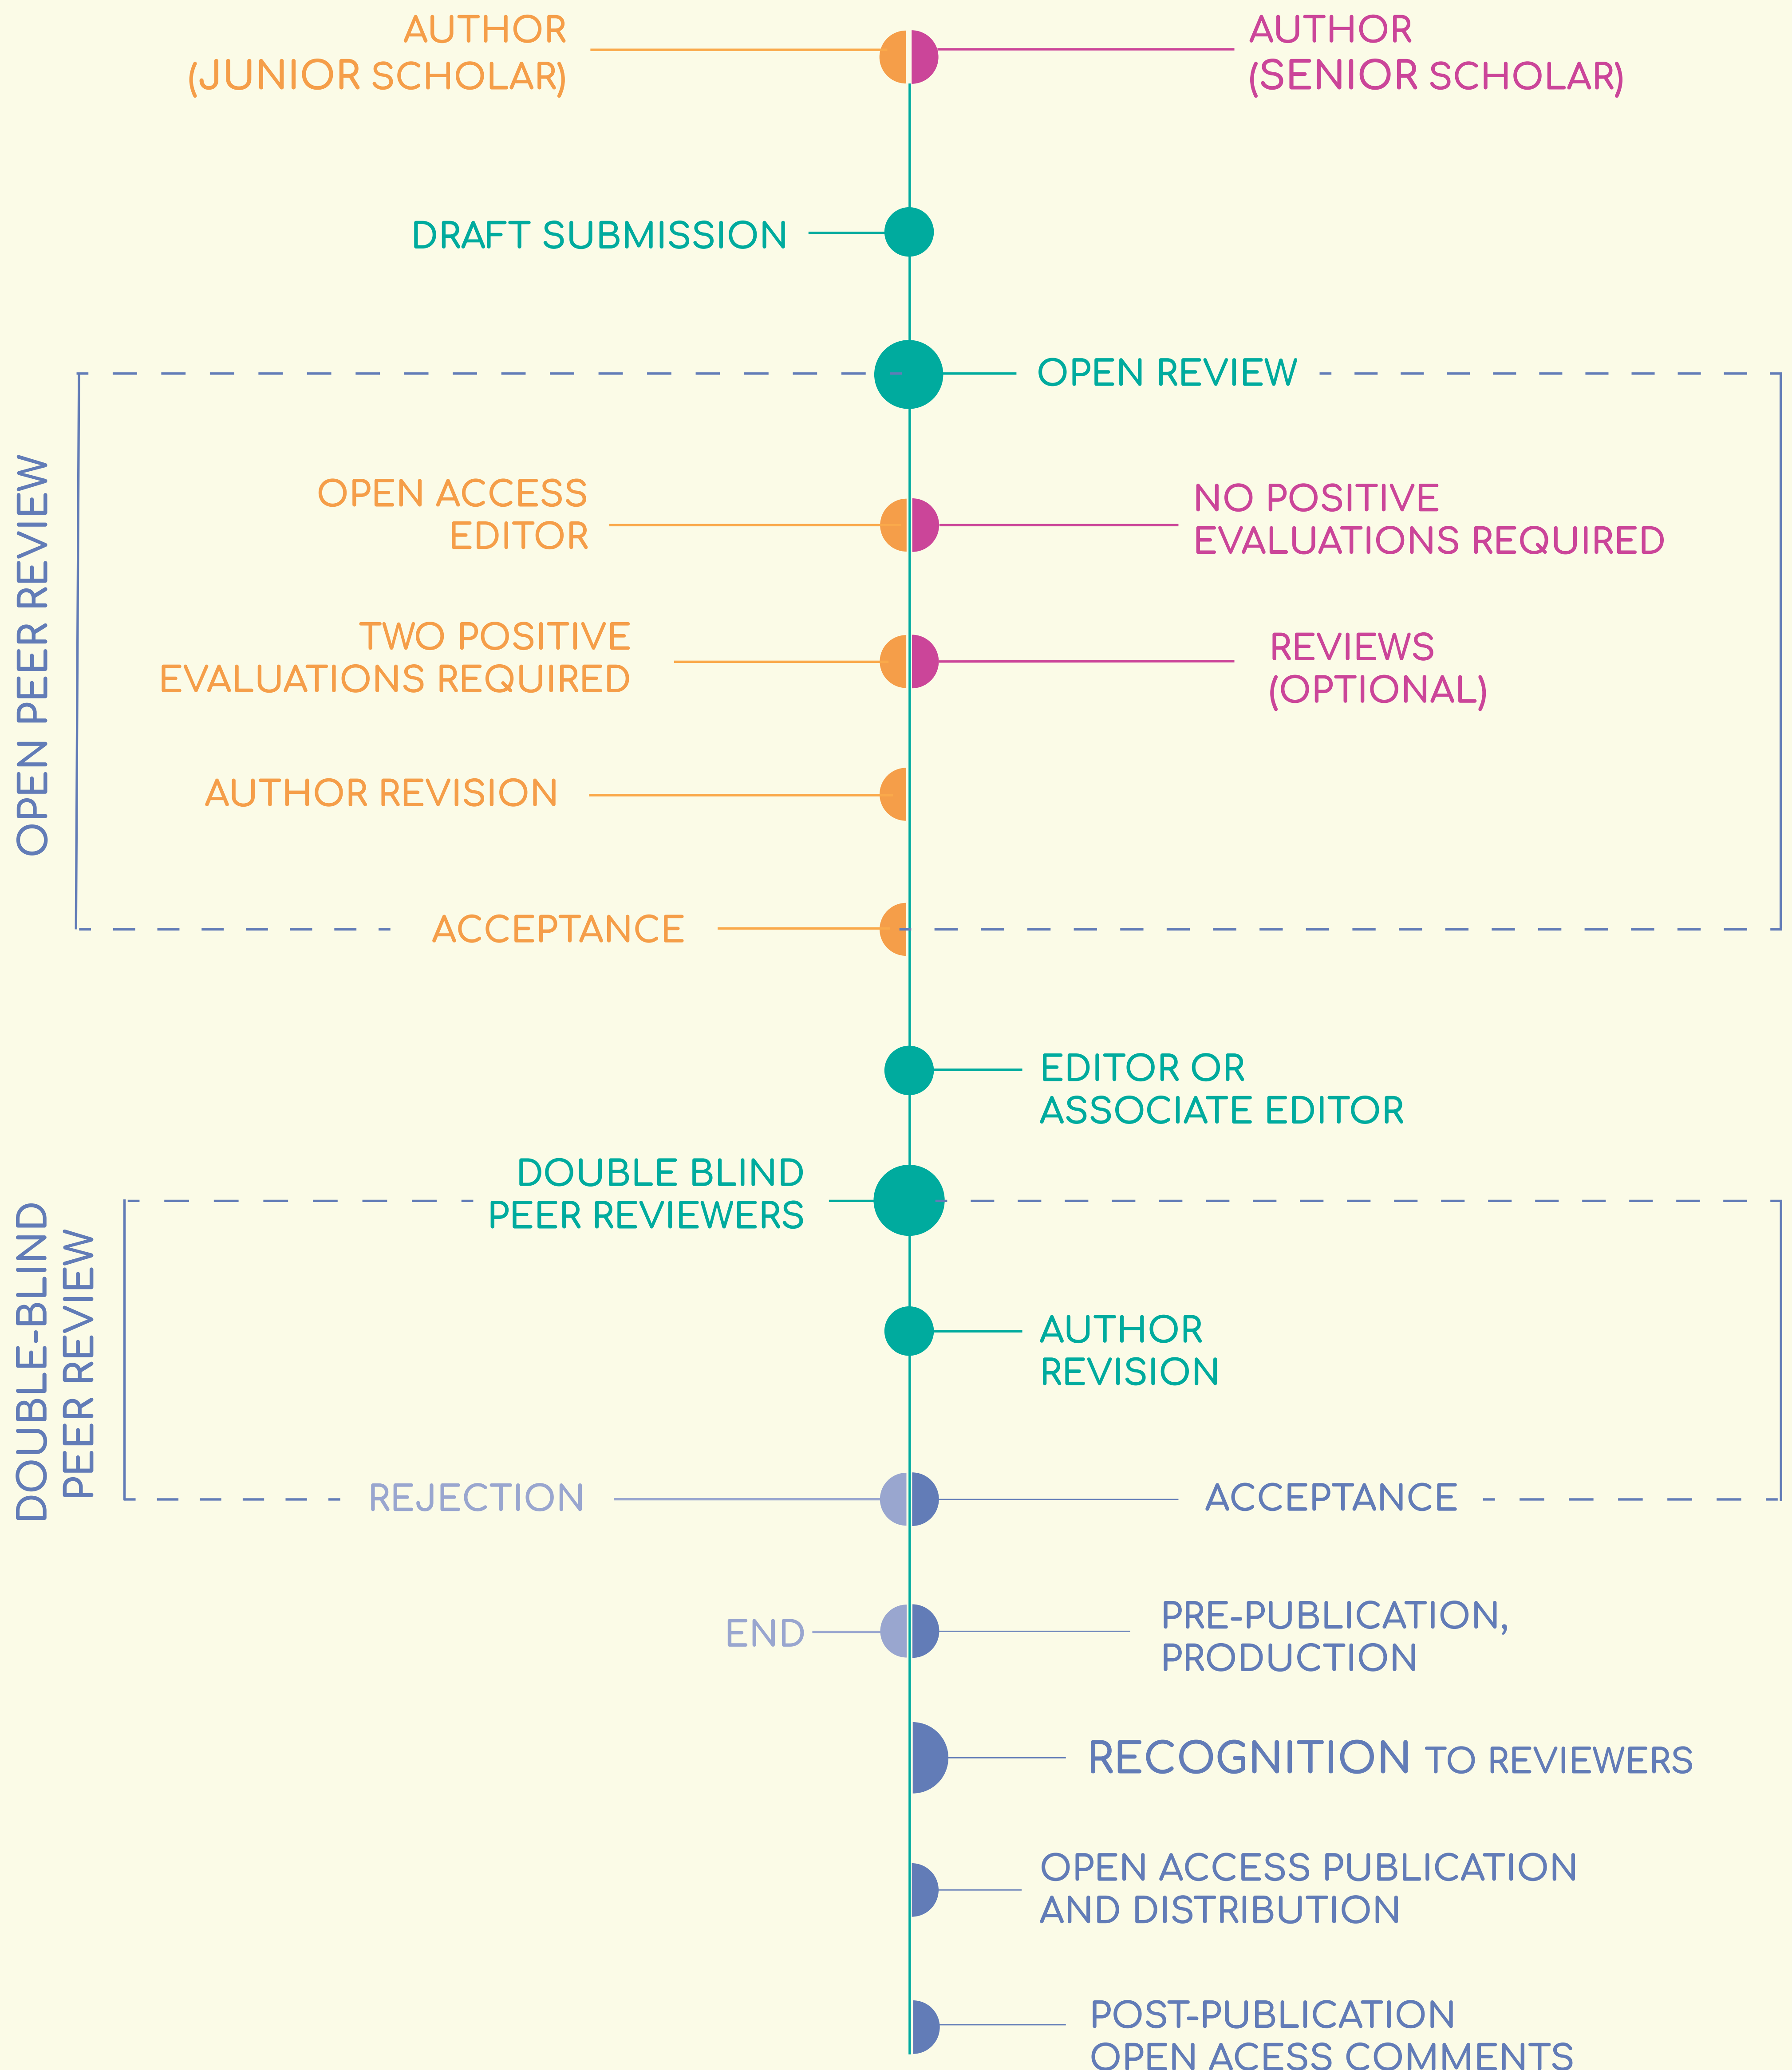 AUTHOR
(JUNIOR SCHOLAR)
AUTHOR
(SENIOR SCHOLAR)
DRAFT SUBMISSION
OPEN REVIEW
OPEN PEER REVIEW
OPEN ACCESS
EDITOR
NO POSITIVE
EVALUATIONS REQUIRED
TWO POSITIVE
EVALUATIONS REQUIRED
REVIEWS
(OPTIONAL)
AUTHOR REVISION
ACCEPTANCE
EDITOR OR
ASSOCIATE EDITOR
DOUBLE BLIND
PEER REVIEWERS
DOUBLE-BLIND
PEER REVIEW
AUTHOR
REVISION
REJECTION
ACCEPTANCE
END
PRE-PUBLICATION,
PRODUCTION
RECOGNITION TO REVIEWERS
OPEN ACCESS PUBLICATION
AND DISTRIBUTION
POST-PUBLICATION
OPEN ACESS COMMENTS